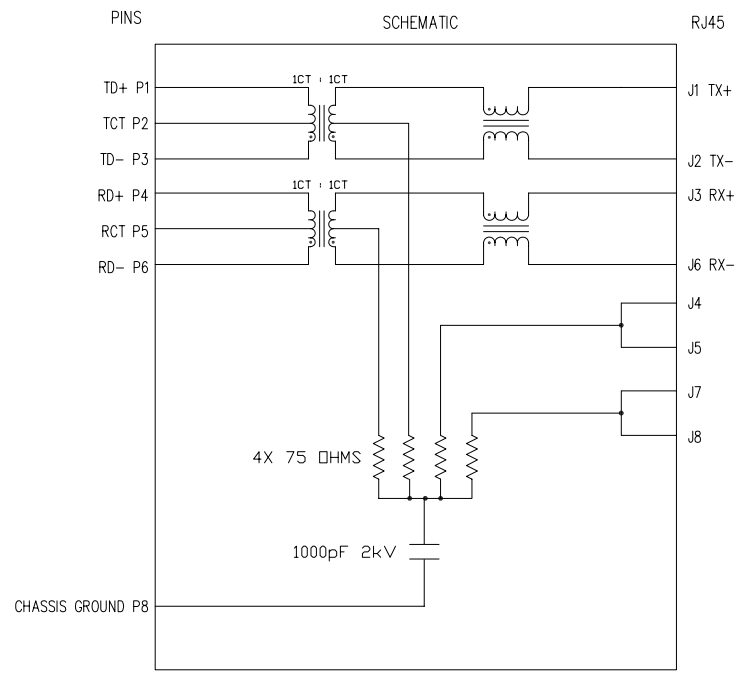 PINS SCHEMATIC RJ45
1CT : 1CT
TD+ P1 J1 TX+
TCT P2
TD- P3 J2 TX-
1CT : 1CT
RD+ P4 J3 RX+
RCT P5
RD- P6 J6 RX-
J4
J5
J7
J8
4X 75 OHMS
1000pF 2kV
CHASSIS GROUND P8